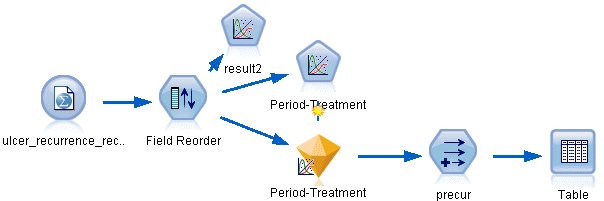 result2
Period-Treatment
ulcer_recurrence_rec..
Field Reorder
Period-Treatment
precur
Table